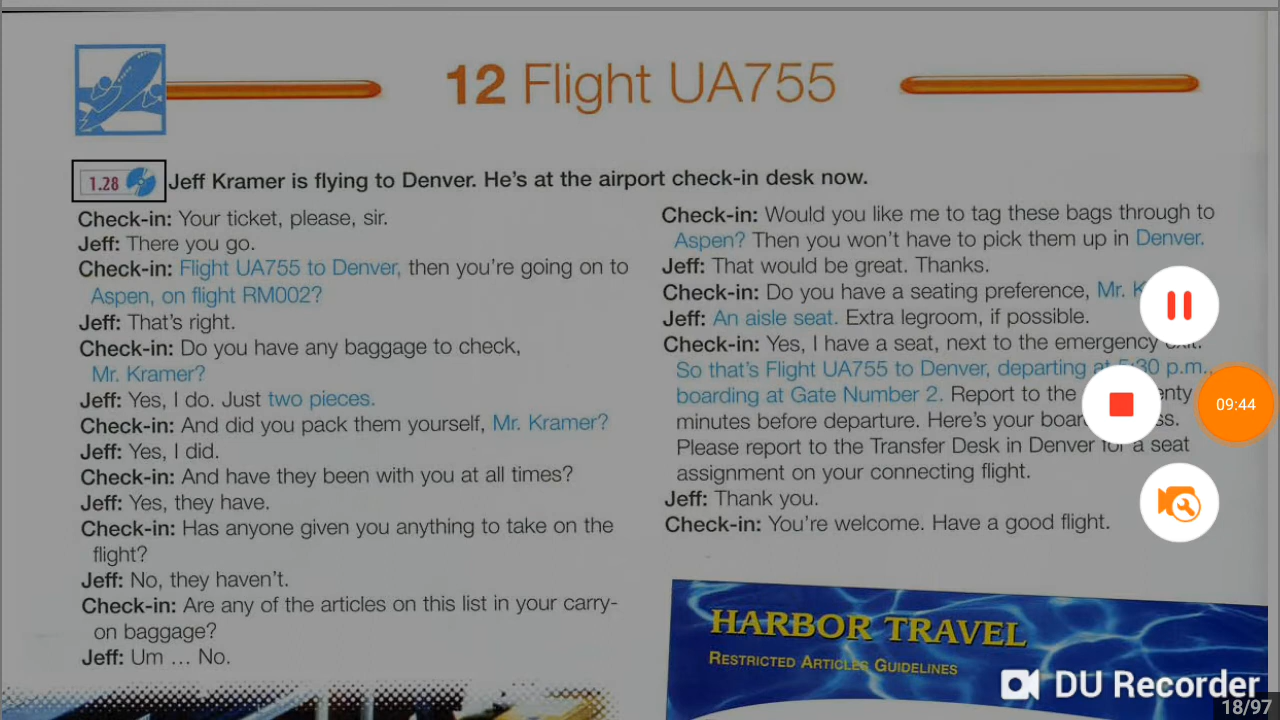 12 Flight UA755
1.28
Jeff Kramer is flying to Denver. He's at the airport check-in desk now.
Check-in: Your ticket, please, sir.
Jeff: There you go.
Check-in: Flight UA755 to Denver, then you're going on to
Aspen, on flight RM002?
Jeff: That's right.
Check-in: Do you have any baggage to check,
Mr. Kramer?
Jeff: Yes, I do. Just two pieces.
Check-in: And did you pack them yourself, Mr. Kramer?
Jeff: Yes, I did.
Check-in: And have they been with you at all times?
Jeff: Yes, they have.
Check-in: Has anyone given you anything to take on the
flight?
Jeff: No, they haven't.
Check-in: Are any of the articles on this list in your carry-
on baggage?
Jeff: Um ... No.
Check-in: Would you like me to tag these bags through to
Aspen? Then you won't have to pick them up in Denver.
Jeff: That would be great. Thanks.
Check-in: Do you have a seating preference, Mr.
Jeff: An aisle seat. Extra legroom, if possible.
Check-in: Yes, I have a seat, next to the emergency
So that's Flight UA755 to Denver, departing at 5:30 p.m.,
boarding at Gate Number 2. Report to the
minutes before departure. Here's your
Please report to the Transfer Desk in Denver for a seat
assignment on your connecting flight.
Jeff: Thank you.
Check-in: You're welcome. Have a good flight.
HARBOR TRAVEL
RESTRICTED ARTICLES GUIDELINES
09:44
DU Recorder
18/97